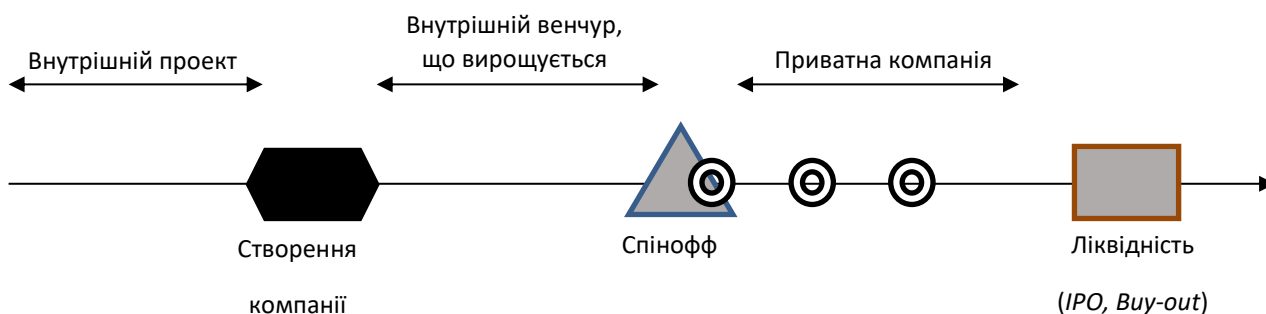 Внутрішній проект
Внутрішній венчур,
що вирощується
Приватна компанія
Створення
компанії
Спінофф
Ліквідність
(IPO, Buy-out)